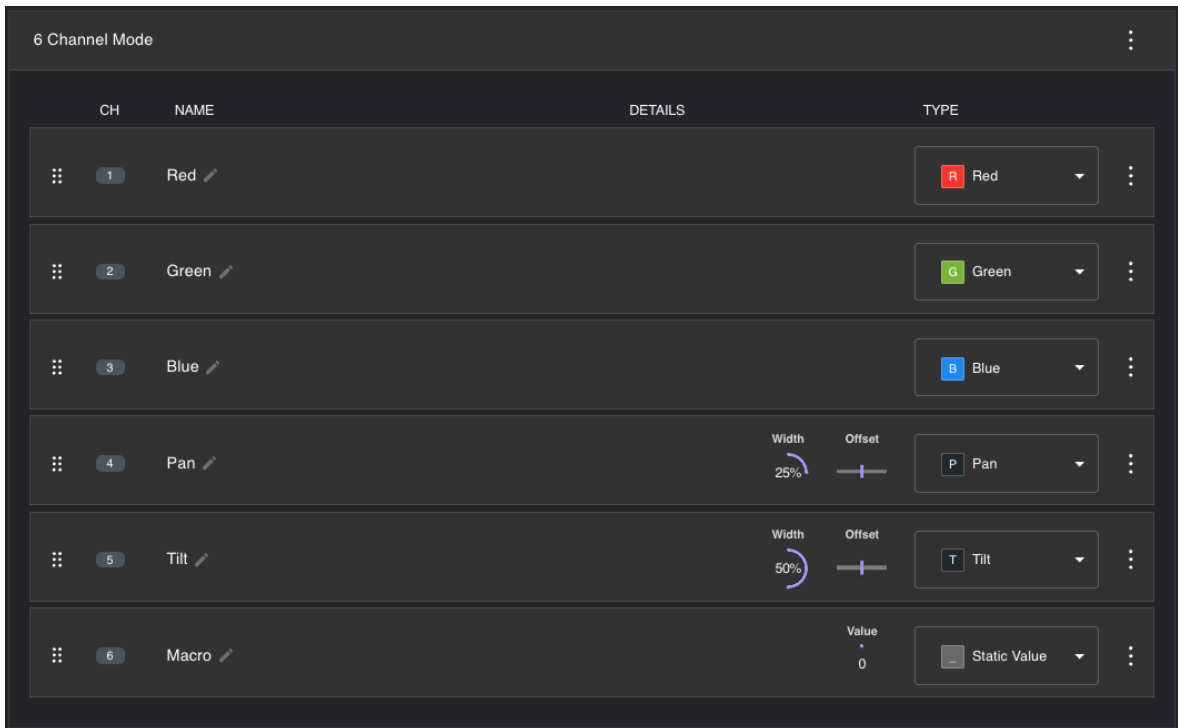 6 Channel Mode
CH NAME DETAILS TYPE
1 Red R Red
2 Green G Green
3 Blue B Blue
Width Offset
4 Pan 25% P Pan
Width Offset
5 Tilt 50% T Tilt
Value
6 Macro 0 _ Static Value